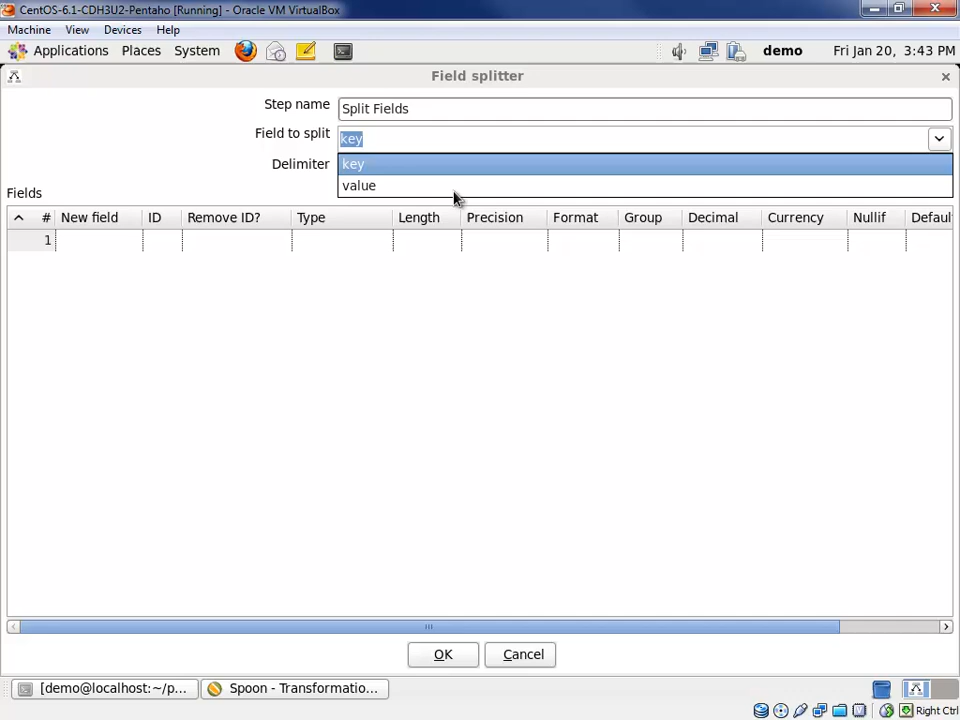 CentOS-6.1-CDH3U2-Pentaho [Running] - Oracle VM VirtualBox
Machine View Devices Help
Applications Places System demo Fri Jan 20, 3:43 PM
Field splitter
Step name Split Fields
Field to split key
Delimiter key
value
Fields
# New field ID Remove ID? Type Length Precision Format Group Decimal Currency Nullif Defaul
1
OK Cancel
[demo@localhost:~/p... Spoon - Transformatio...
Right Ctrl